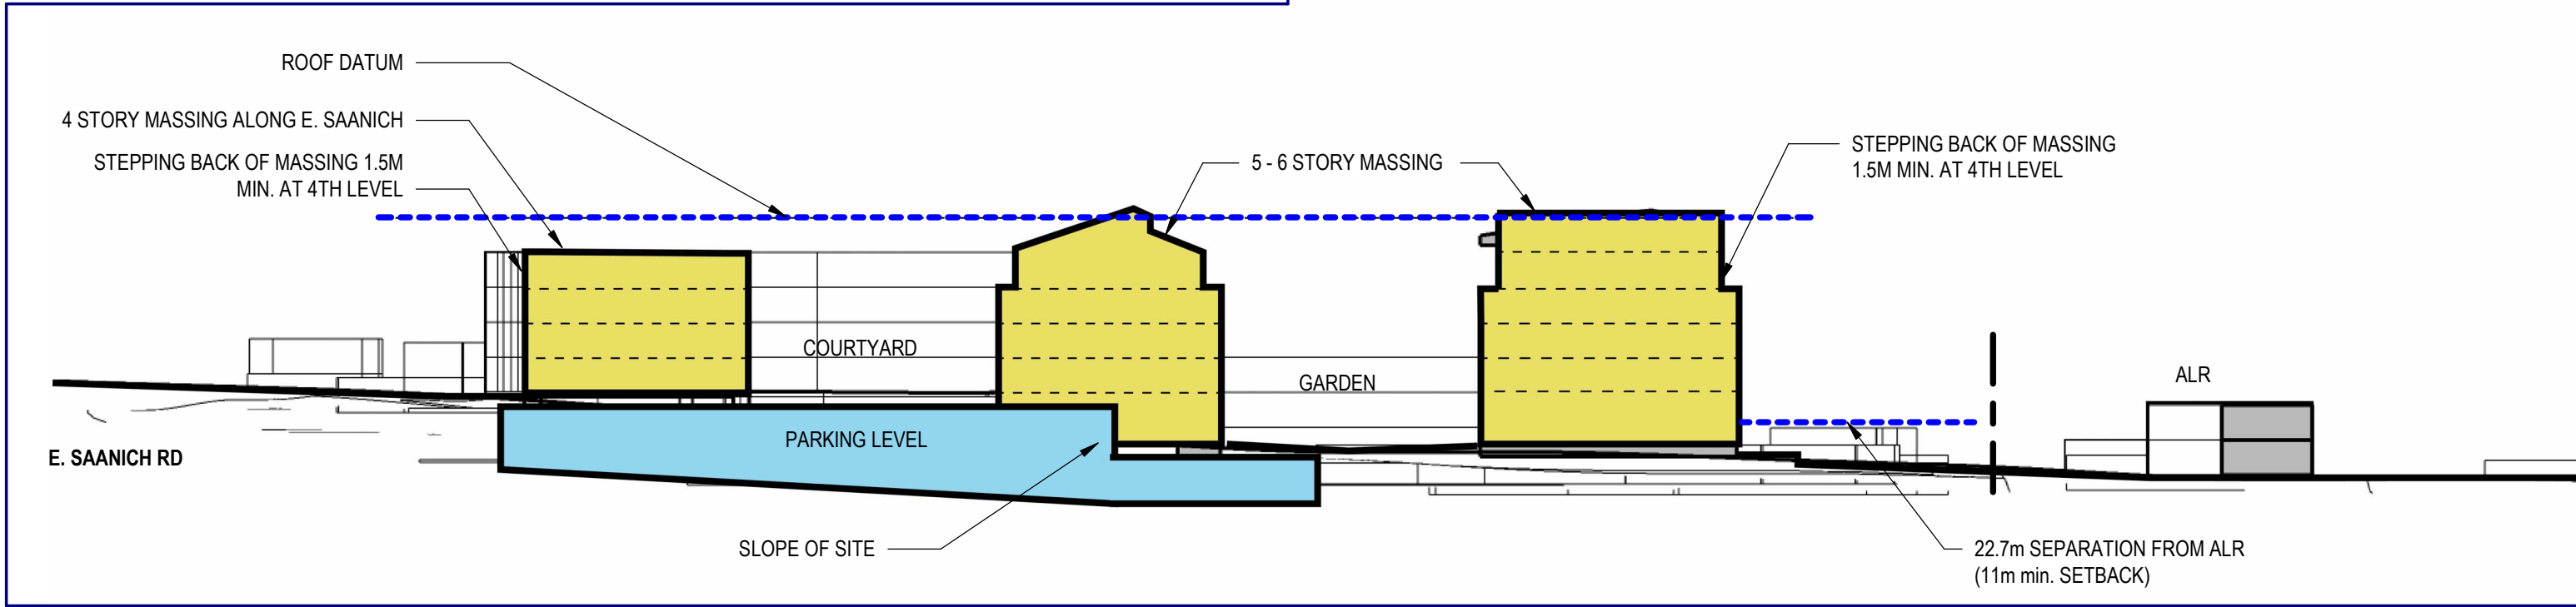 ROOF DATUM
4 STORY MASSING ALONG E. SAANICH
STEPPING BACK OF MASSING 1.5M
MIN. AT 4TH LEVEL
5 - 6 STORY MASSING
STEPPING BACK OF MASSING
1.5M MIN. AT 4TH LEVEL
COURTYARD
GARDEN
ALR
PARKING LEVEL
E. SAANICH RD
SLOPE OF SITE
22.7m SEPARATION FROM ALR
(11m min. SETBACK)